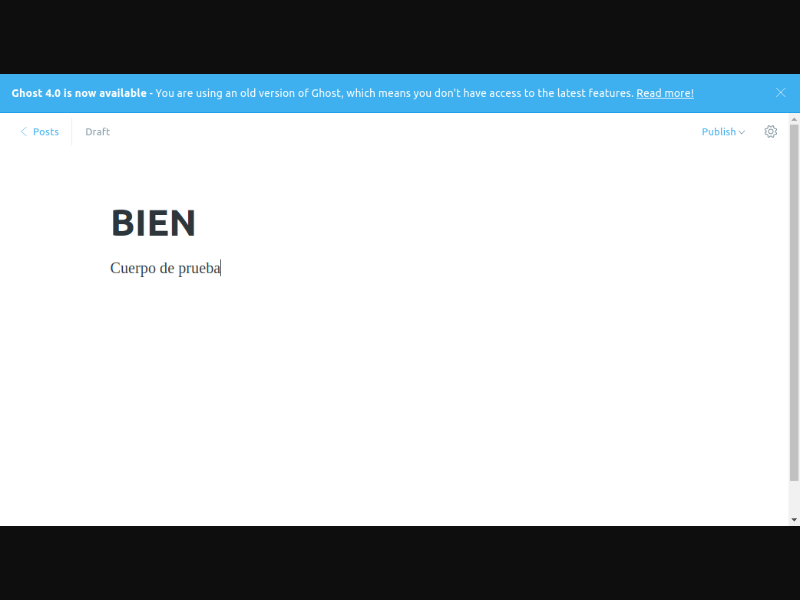 Ghost 4.0 is now available - You are using an old version of Ghost, which means you don't have access to the latest features. Read more!
Posts
Draft
Publish
BIEN
Cuerpo de prueba